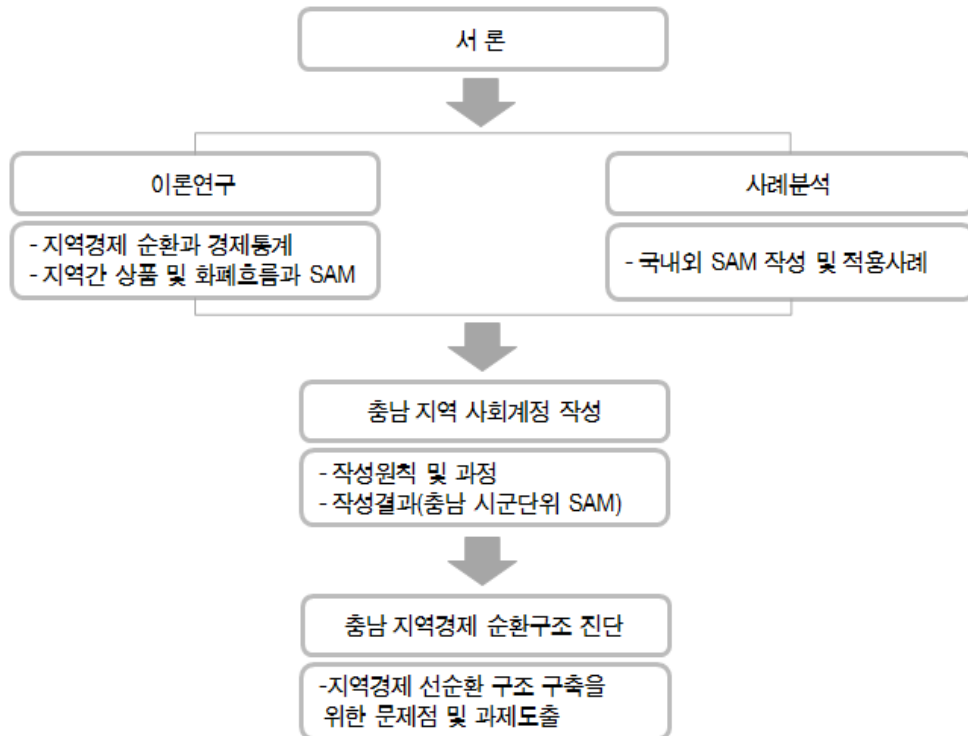 서 론
이론연구
- 지역경제 순환과 경제통계
- 지역간 상품 및 화폐흐름과 SAM
사례분석
- 국내외 SAM 작성 및 적용사례
충남 지역 사회계정 작성
- 작성원칙 및 과정
- 작성결과(충남 시군단위 SAM)
충남 지역경제 순환구조 진단
-지역경제 선순환 구조 구축을
위한 문제점 및 과제도출